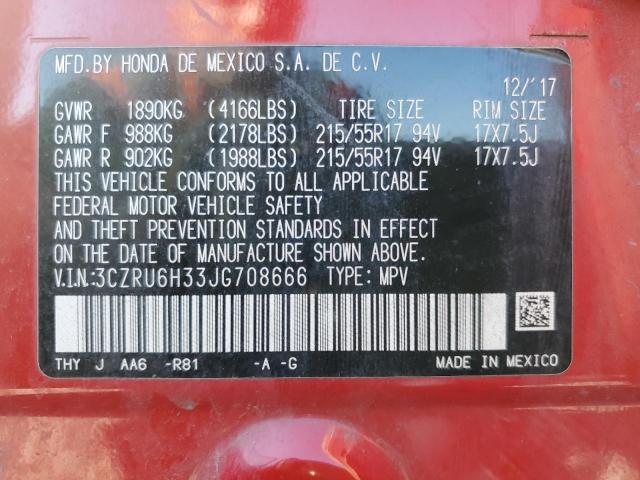 MFD.BY HONDA DE MEXICO S.A. DE C.V.
12/'17
GVWR 1890KG (4166LBS) TIRE SIZE RIM SIZE
GAWR F 988KG (2178LBS) 215/55R17 94V 17X7.5J
GAWR R 902KG (1988LBS) 215/55R17 94V 17X7.5J
THIS VEHICLE CONFORMS TO ALL APPLICABLE
FEDERAL MOTOR VEHICLE SAFETY
AND THEFT PREVENTION STANDARDS IN EFFECT
ON THE DATE OF MANUFACTURE SHOWN ABOVE.
V.I.N.:3CZRU6H33JG708666 TYPE: MPV
THY J AA6 -R81 -A -G MADE IN MEXICO